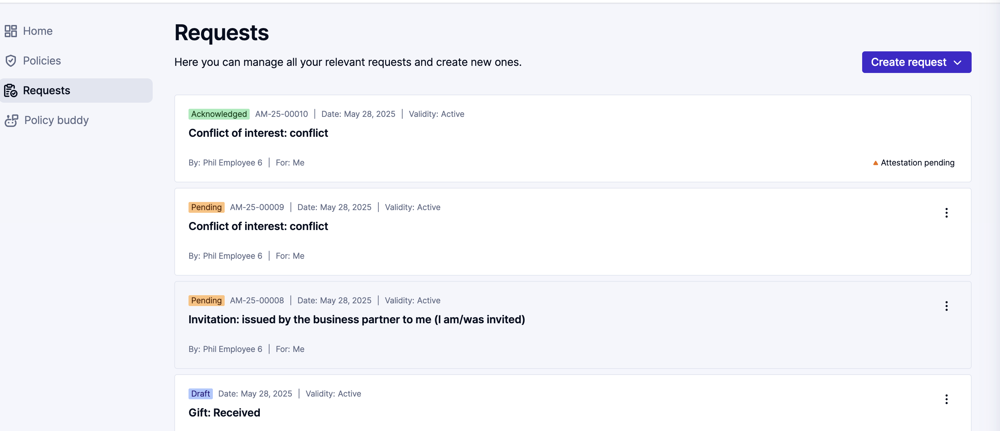 Home
Policies
Requests
Policy buddy
Requests
Here you can manage all your relevant requests and create new ones.
Create request
Acknowledged AM-25-00010 | Date: May 28, 2025 | Validity: Active
Conflict of interest: conflict
By: Phil Employee 6 | For: Me
Attestation pending
Pending AM-25-00009 | Date: May 28, 2025 | Validity: Active
Conflict of interest: conflict
By: Phil Employee 6 | For: Me
Pending AM-25-00008 | Date: May 28, 2025 | Validity: Active
Invitation: issued by the business partner to me (I am/was invited)
By: Phil Employee 6 | For: Me
Draft Date: May 28, 2025 | Validity: Active
Gift: Received